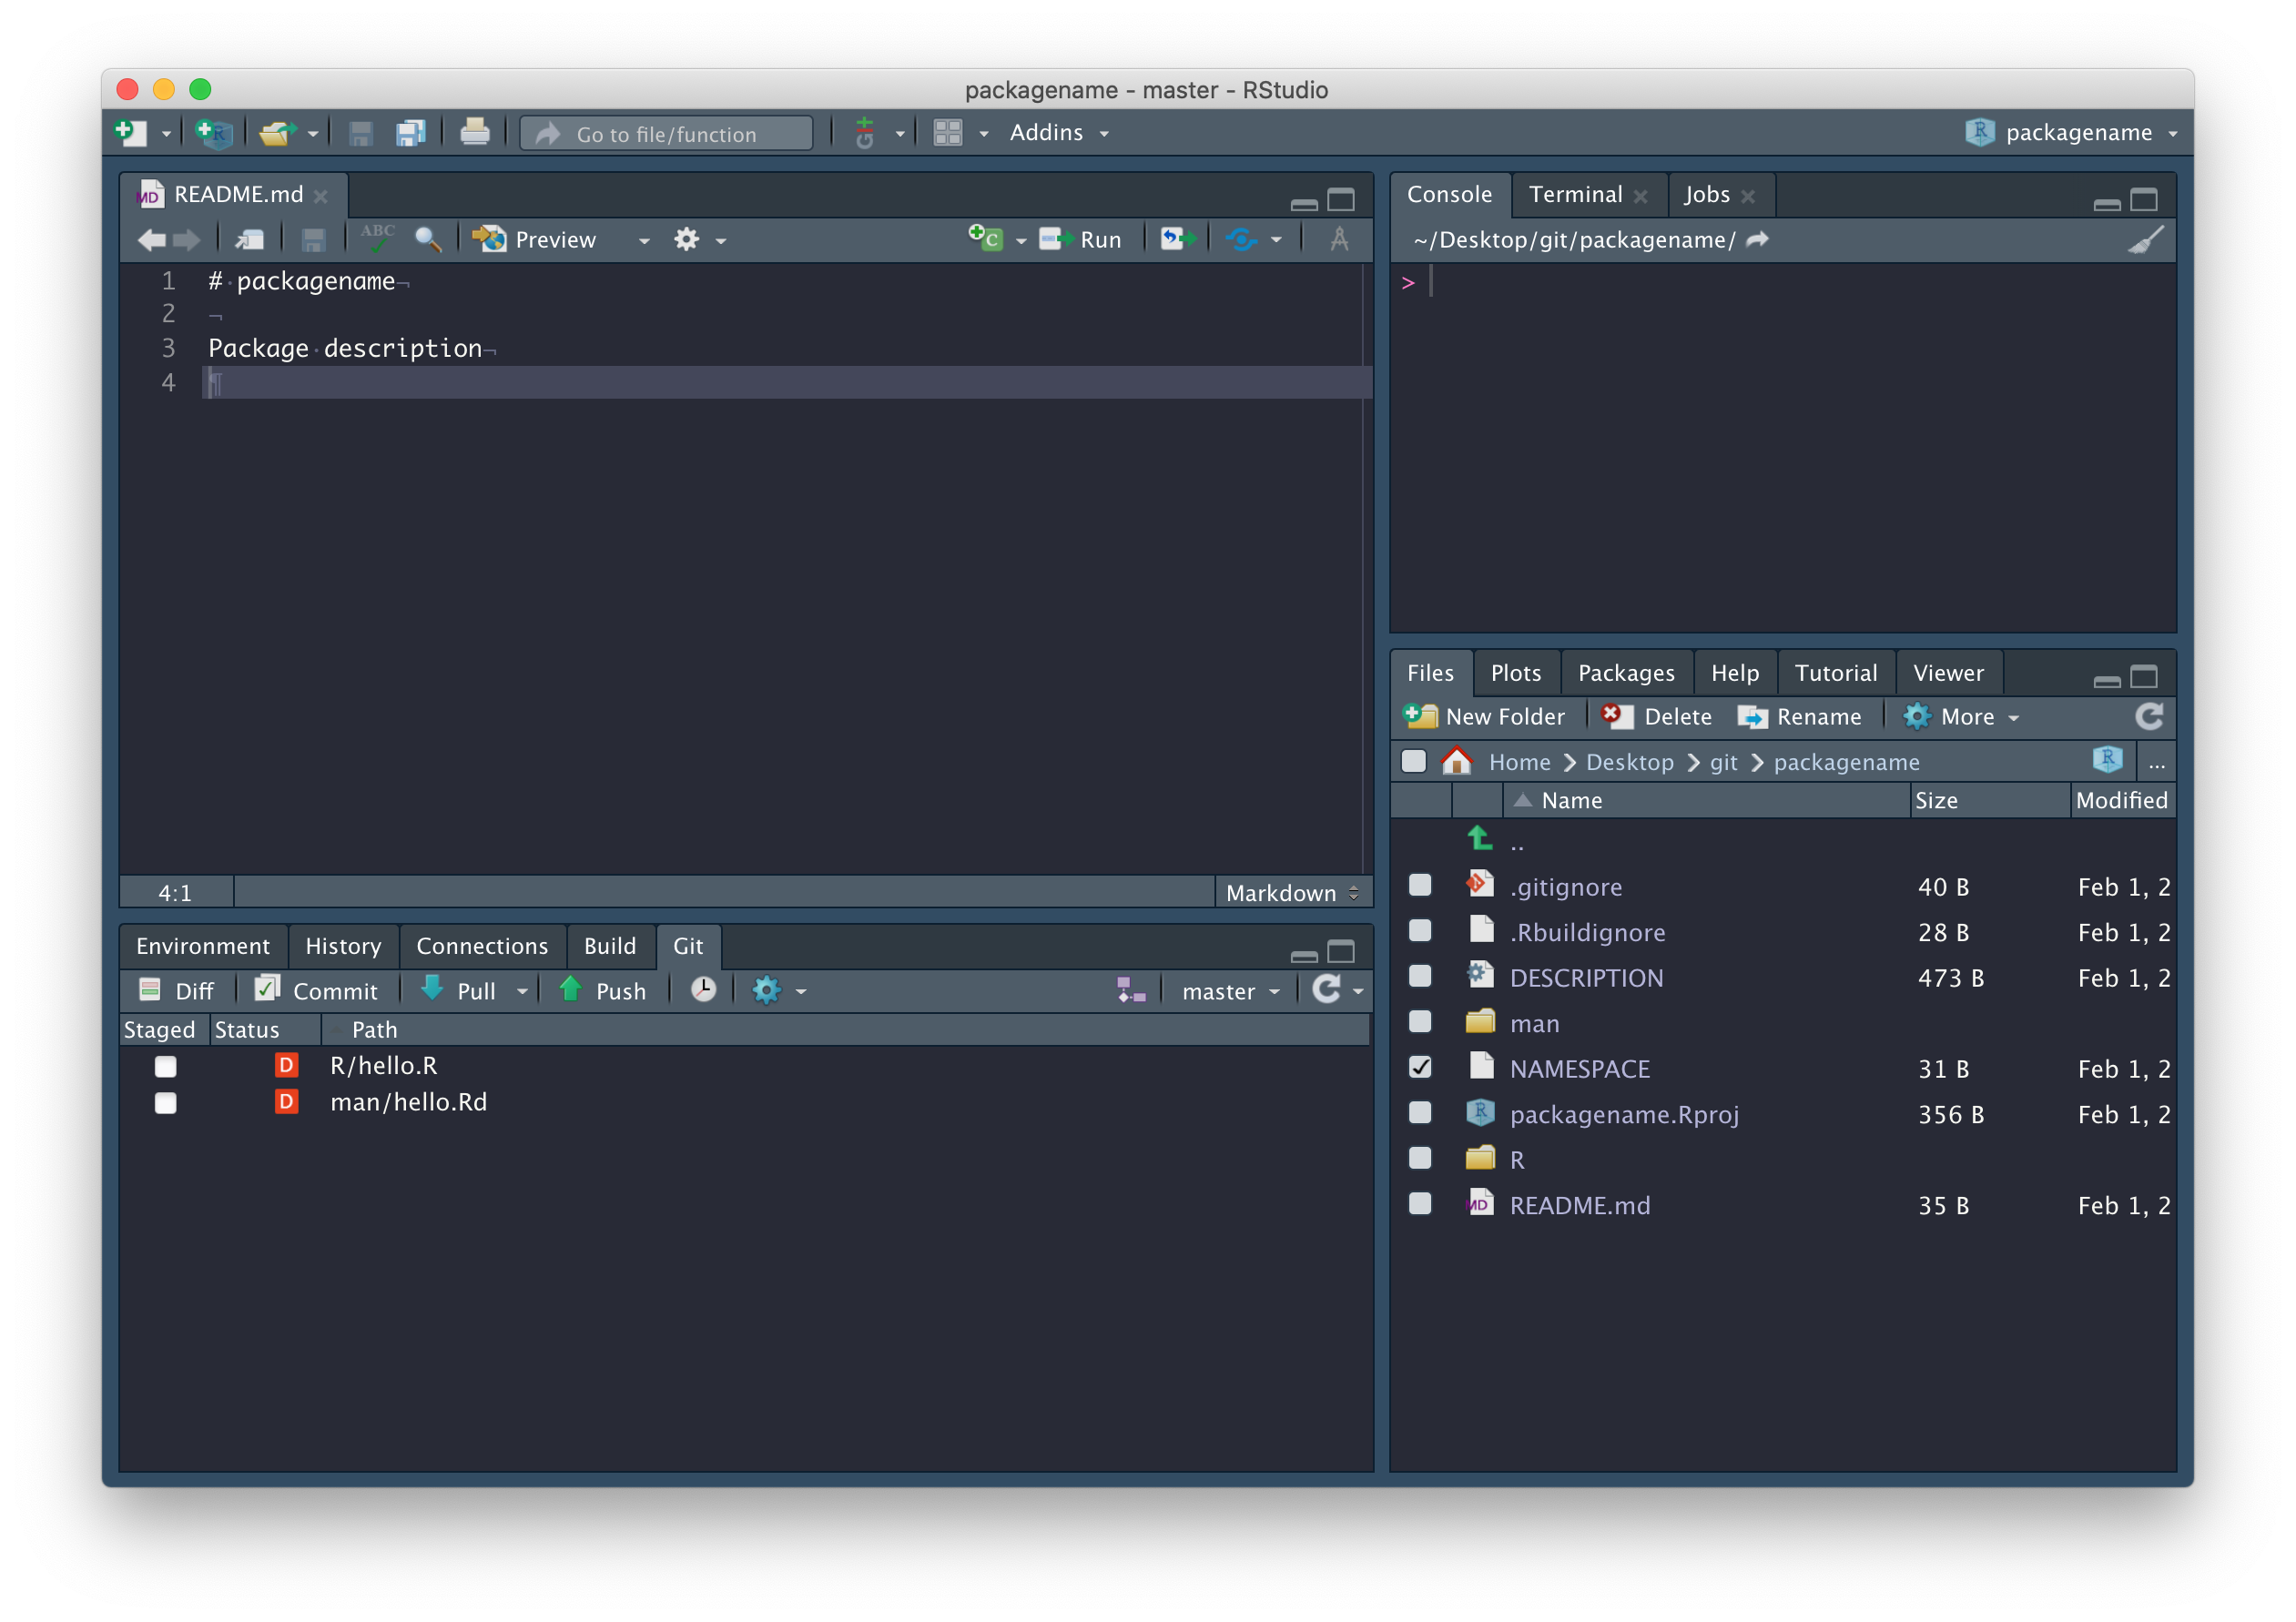 packagename - master - RStudio
Go to file/function
Addins
packagename
README.md
ABC
Preview
Run
1 # packagename
2
3 Package description
4
4:1
Markdown
Environment
History
Connections
Build
Git
Diff
Commit
Pull
Push
master
Staged
Status
Path
D R/hello.R
D man/hello.Rd
Console
Terminal
Jobs
~/Desktop/git/packagename/
>
Files
Plots
Packages
Help
Tutorial
Viewer
New Folder
Delete
Rename
More
Home > Desktop > git > packagename
...
Name
Size
Modified
..
.gitignore 40 B Feb 1, 2
.Rbuildignore 28 B Feb 1, 2
DESCRIPTION 473 B Feb 1, 2
man
NAMESPACE 31 B Feb 1, 2
packagename.Rproj 356 B Feb 1, 2
R
README.md 35 B Feb 1, 2